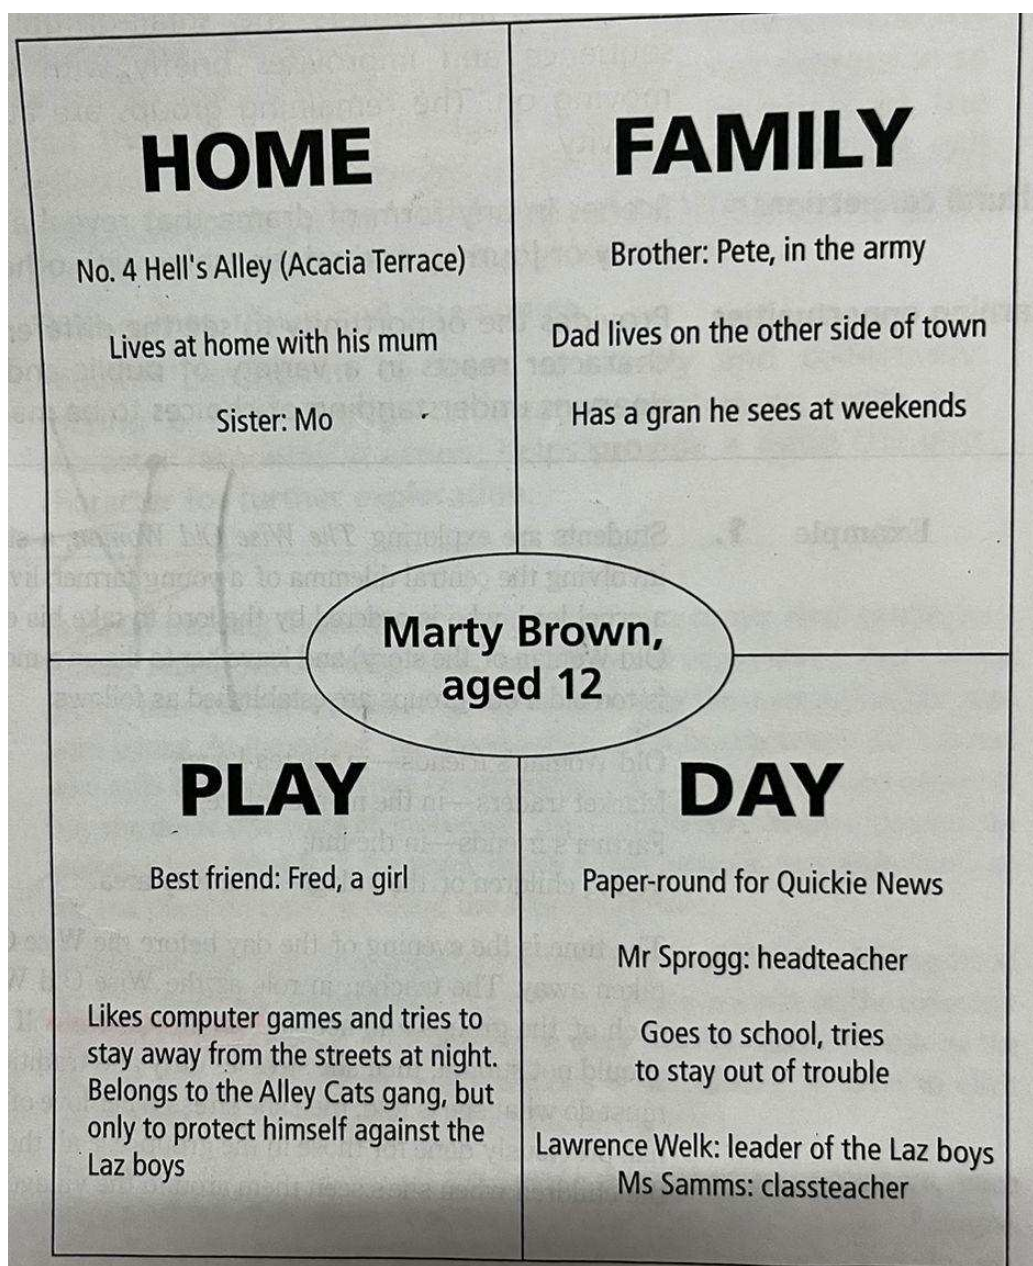 HOME
No. 4 Hell's Alley (Acacia Terrace)
Lives at home with his mum
Sister: Mo
FAMILY
Brother: Pete, in the army
Dad lives on the other side of town
Has a gran he sees at weekends
Marty Brown,
aged 12
PLAY
Best friend: Fred, a girl
Likes computer games and tries to
stay away from the streets at night.
Belongs to the Alley Cats gang, but
only to protect himself against the
Laz boys
DAY
Paper-round for Quickie News
Mr Sprogg: headteacher
Goes to school, tries
to stay out of trouble
Lawrence Welk: leader of the Laz boys
Ms Samms: classteacher